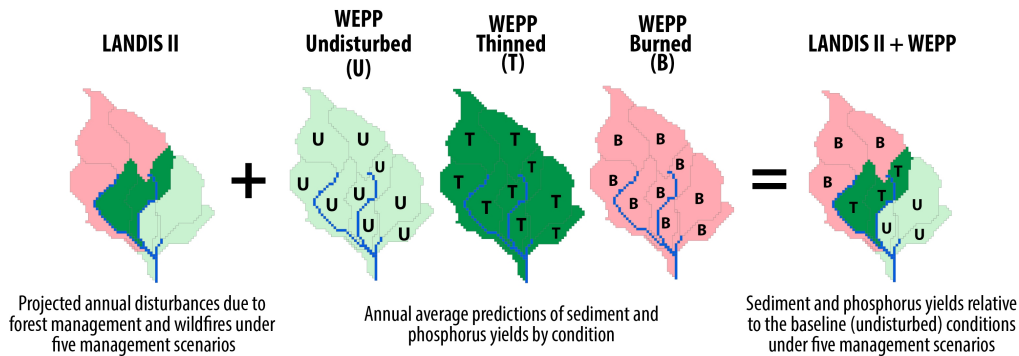 LANDIS II
WEPP
Undisturbed
(U)
WEPP
Thinned
(T)
WEPP
Burned
(B)
LANDIS II + WEPP
+
=
U U
U
U
U
U
U
U
U
T T
T
T
T
T
T
T
T
B B
B
B
B
B
B
B
B
B B
T
B
T
T
U
U
U
Projected annual disturbances due to
forest management and wildfires under
five management scenarios
Annual average predictions of sediment and
phosphorus yields by condition
Sediment and phosphorus yields relative
to the baseline (undisturbed) conditions
under five management scenarios